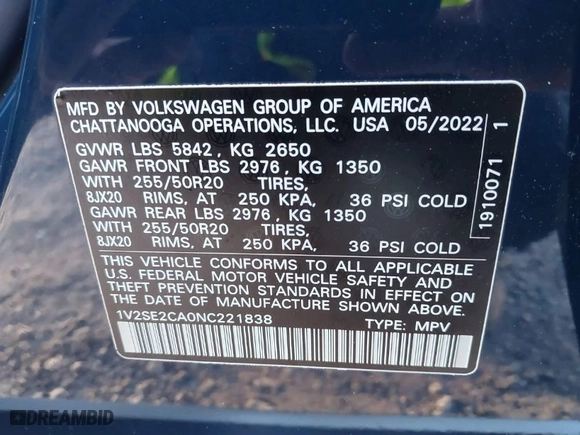 MFD BY VOLKSWAGEN GROUP OF AMERICA
CHATTANOOGA OPERATIONS, LLC. USA 05/2022
GVWR LBS 5842, KG 2650
GAWR FRONT LBS 2976, KG 1350
WITH 255/50R20 TIRES,
8JX20 RIMS, AT 250 KPA, 36 PSI COLD
GAWR REAR LBS 2976, KG 1350
WITH 255/50R20 TIRES,
8JX20 RIMS, AT 250 KPA, 36 PSI COLD
THIS VEHICLE CONFORMS TO ALL APPLICABLE
U.S. FEDERAL MOTOR VEHICLE SAFETY AND
THEFT PREVENTION STANDARDS IN EFFECT ON
THE DATE OF MANUFACTURE SHOWN ABOVE.
1V2SE2CA0NC221838 TYPE: MPV
1910071 1
DREAMBID